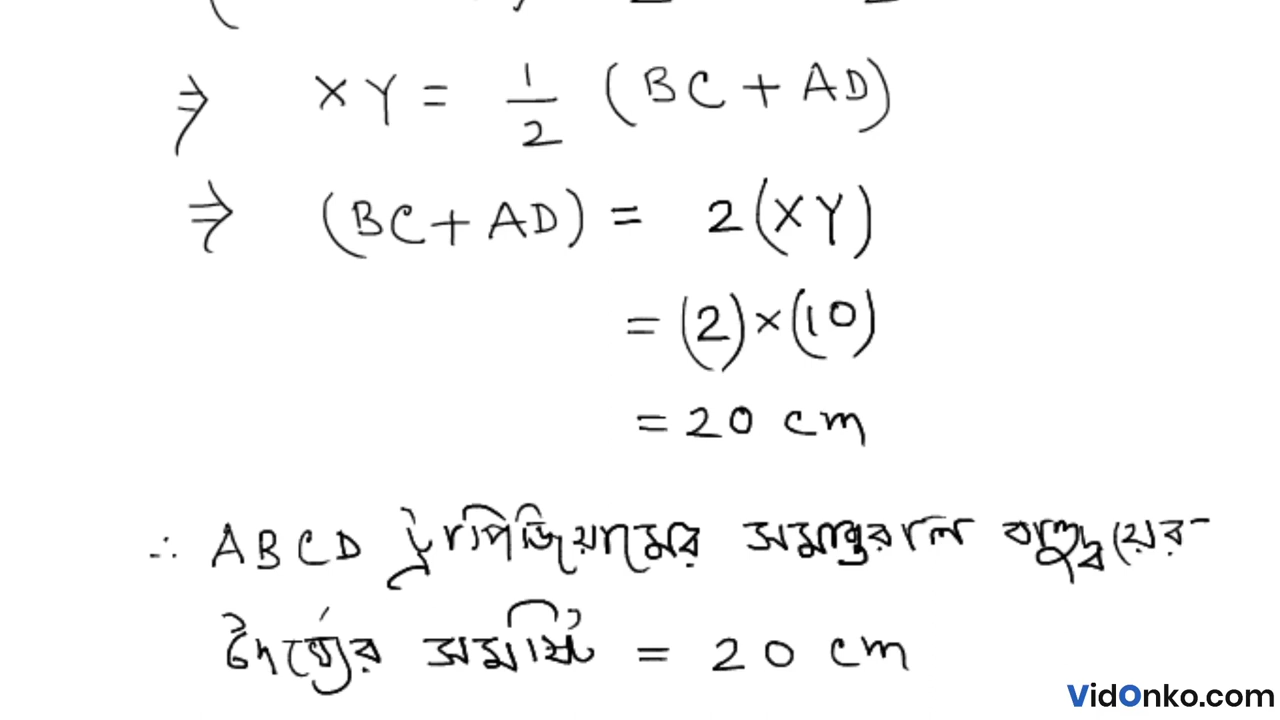 ⇒ XY = 1/2 (BC + AD)
⇒ (BC + AD) = 2(XY)
= (2) × (10)
= 20 cm
∴ ABCD ট্রাপিজিয়ামের সমান্তরাল বাহুদ্বয়ের
দৈর্ঘ্যের সমষ্টি = 20 cm
VidOnko.com